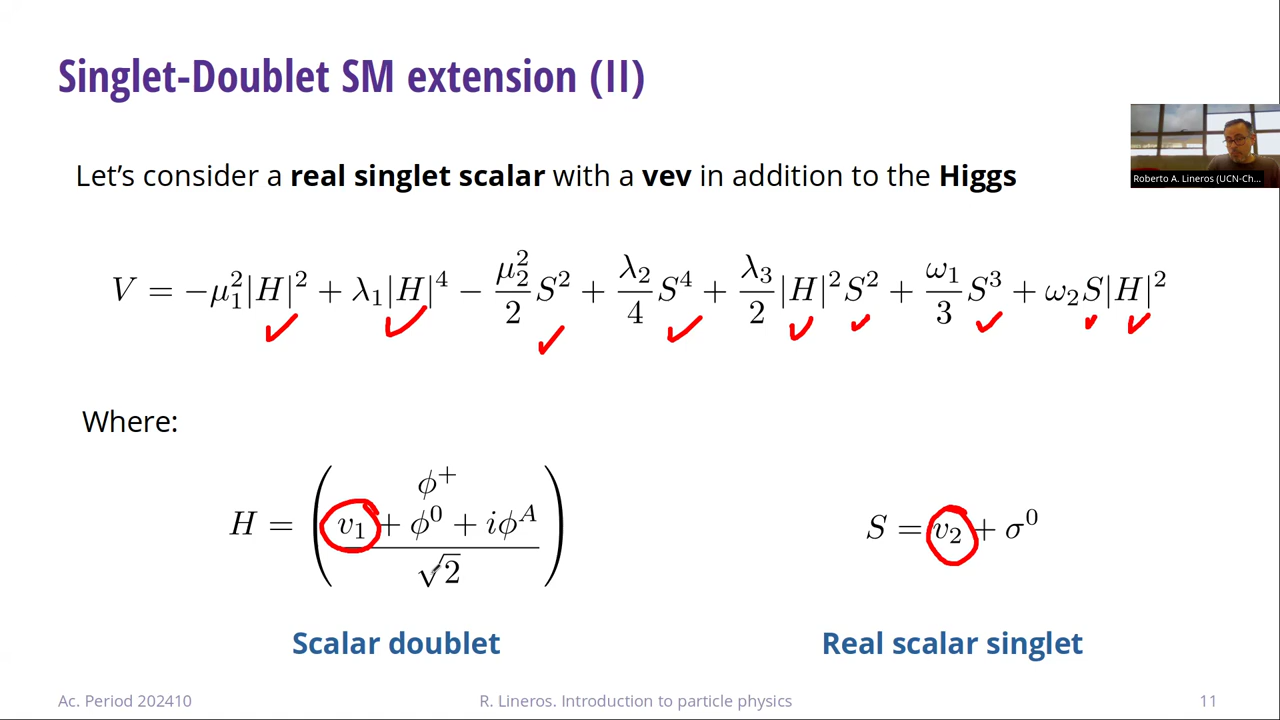 Singlet-Doublet SM extension (II)
Let's consider a real singlet scalar with a vev in addition to the Higgs
Roberto A. Lineros (UCN-Ch...
V = −μ₁²|H|² + λ₁|H|⁴ − μ₂²/2 S² + λ₂/4 S⁴ + λ₃/2 |H|²S² + ω₁/3 S³ + ω₂S|H|²
Where:
H = ( φ⁺ ; (v₁ + φ⁰ + iφᴬ)/√2 )
S = v₂ + σ⁰
Scalar doublet
Real scalar singlet
Ac. Period 202410
R. Lineros. Introduction to particle physics
11